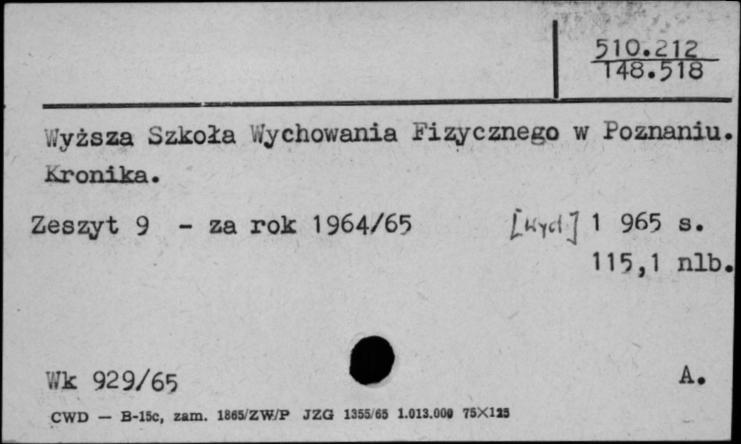 510.212
148.518
Wyższa Szkoła Wychowania Fizycznego w Poznaniu.
Kronika.
Zeszyt 9 - za rok 1964/65 [Wyd] 1 965 s.
115,1 nlb.
Wk 929/65 A.
CWD — B-15c, zam. 1865/ZW/P JZG 1355/65 1.013.000 75X125